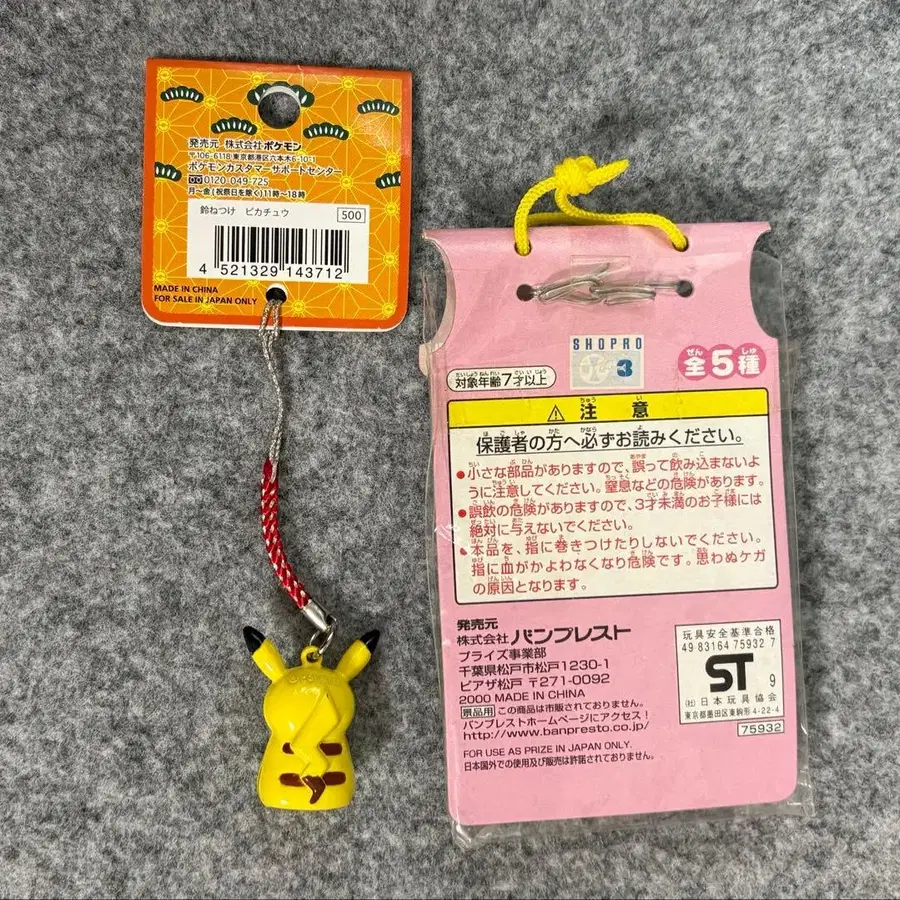 発売元 株式会社ポケモン
〒106-6118(東京都港区六本木6-10-1
ポケモンカスタマーサポートセンター
0120-049-725
月~金(祝祭日を除く)11時~18時
鈴ねつけ ピカチュウ 500
4 521329 143712
MADE IN CHINA
FOR SALE IN JAPAN ONLY
SHOPRO
3
対象年齢7才以上
全5種
注意
保護者の方へ必ずお読みください。
●小さな部品がありますので、誤って飲み込まないよ
うに注意してください。窒息などの危険があります。
●誤飲の危険がありますので、3才未満のお子様には
絶対に与えないでください。
●本品を、指に巻きつけたりしないでください。
指に血がかよわなくなり危険です。思わぬケガ
の原因となります。
発売元
株式会社 バンプレスト
プライズ事業部
千葉県松戸市松戸1230-1
ピアザ松戸 〒271-0092
2000 MADE IN CHINA
景品用 この商品は市販されておりません。
バンプレストホームページにアクセス!
http://www.banpresto.co.jp/
FOR USE AS PRIZE IN JAPAN ONLY.
日本国外での使用及び販売は許諾されておりません。
玩具安全基準合格
49 83164 75932 7
ST 9
(社)日本玩具協会
東京都墨田区東駒形4-22-4
75932